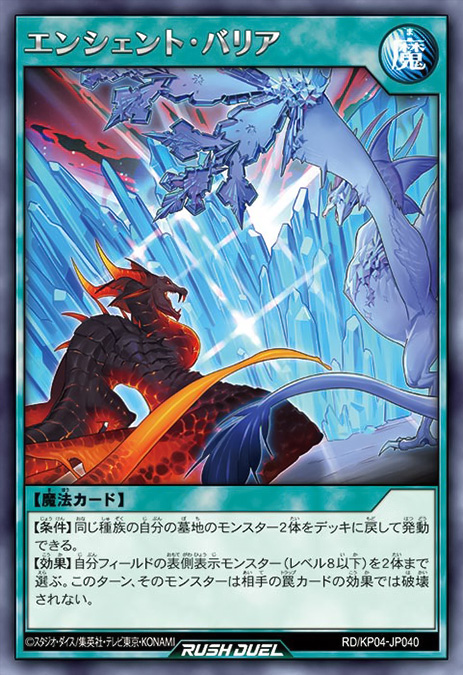 エンシェント・バリア
魔
【魔法カード】
【条件】同じ種族の自分の墓地のモンスター2体をデッキに戻して発動
できる。
【効果】自分フィールドの表側表示モンスター（レベル8以下）を2体まで
選ぶ。このターン、そのモンスターは相手の罠カードの効果では破壊
されない。
©スタジオ・ダイス/集英社・テレビ東京・KONAMI
RUSH DUEL
RD/KP04-JP040